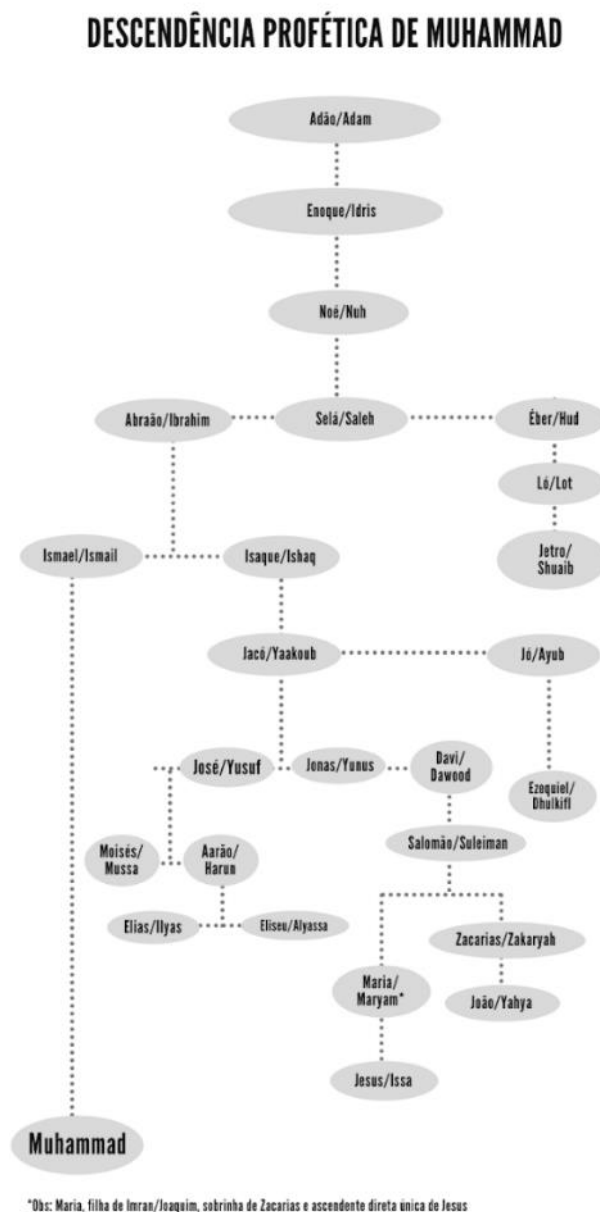 DESCENDÊNCIA PROFÉTICA DE MUHAMMAD
Adão/Adam
Enoque/Idris
Noé/Nuh
Abraão/Ibrahim
Selá/Saleh
Éber/Hud
Ló/Lot
Jetro/
Shuaib
Ismael/Ismail
Isaque/Ishaq
Jacó/Yaakoub
Jó/Ayub
José/Yusuf
Jonas/Yunus
Davi/
Dawood
Ezequiel/
Dhulkifl
Moisés/
Mussa
Aarão/
Harun
Salomão/Suleiman
Elias/Ilyas
Eliseu/Alyassa
Zacarias/Zakaryah
Maria/
Maryam*
João/Yahya
Jesus/Issa
Muhammad
*Obs: Maria, filha de Imran/Joaquim, sobrinha de Zacarias e ascendente direta única de Jesus